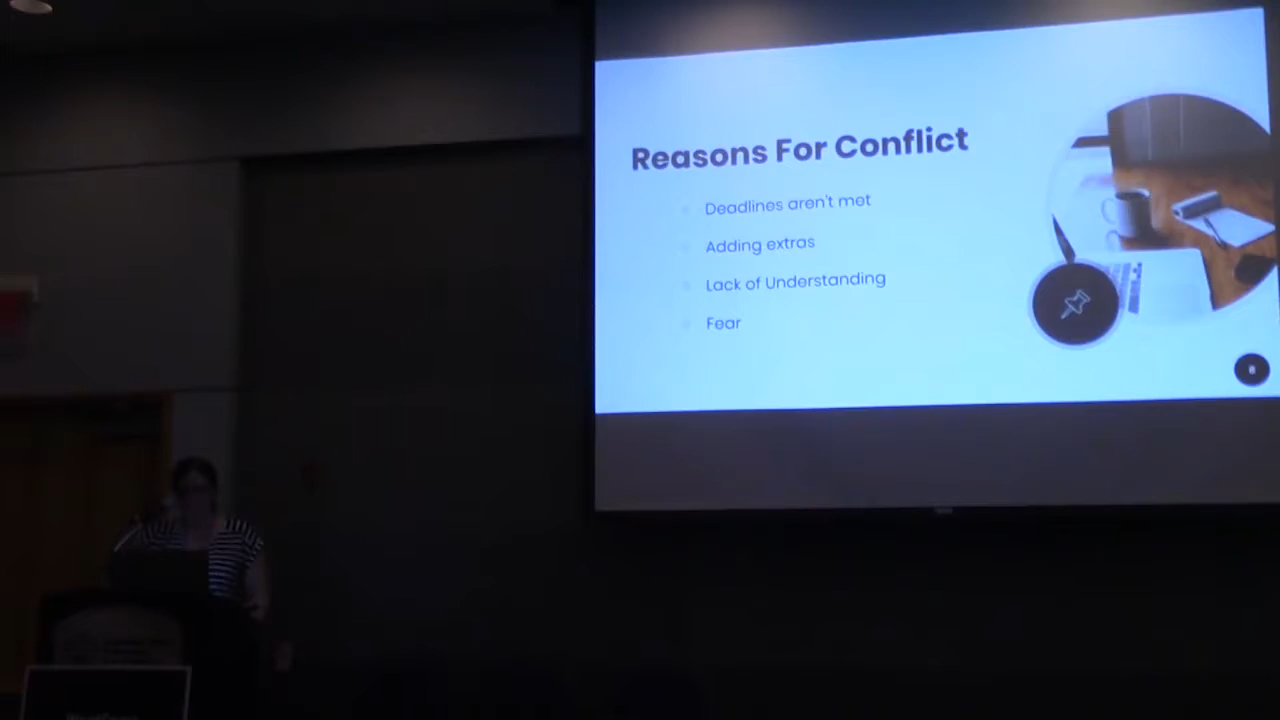 Reasons For Conflict
Deadlines aren't met
Adding extras
Lack of Understanding
Fear